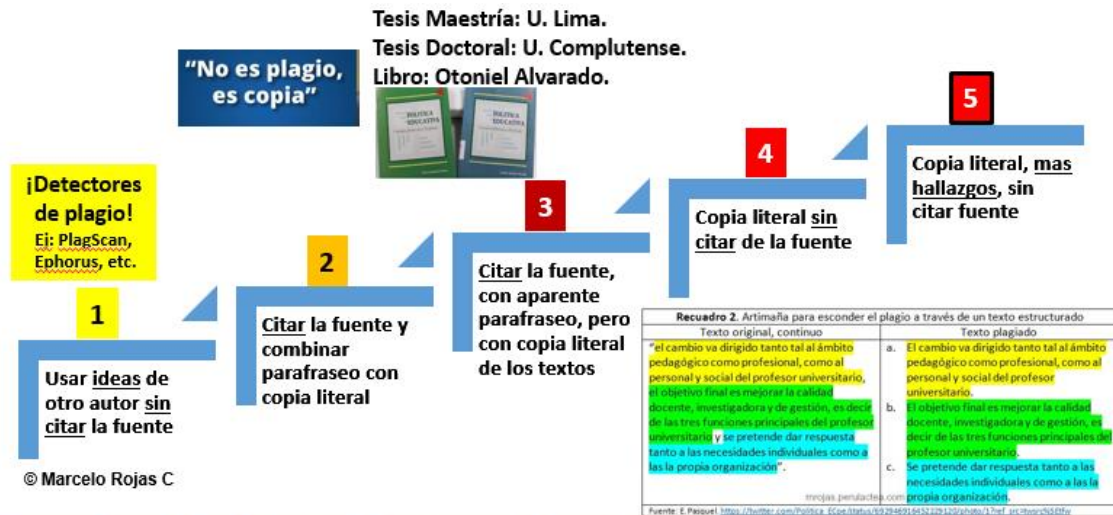 Tesis Maestría: U. Lima.
Tesis Doctoral: U. Complutense.
Libro: Otoniel Alvarado.
"No es plagio,
es copia"
POLITICA
EDUCATIVA
POLITICA
EDUCATIVA
¡Detectores
de plagio!
Ej: PlagScan,
Ephorus, etc.
1
Usar ideas de
otro autor sin
citar la fuente
2
Citar la fuente y
combinar
parafraseo con
copia literal
3
Citar la fuente,
con aparente
parafraseo, pero
con copia literal
de los textos
4
Copia literal sin
citar de la fuente
5
Copia literal, mas
hallazgos, sin
citar fuente
Recuadro 2. Artimaña para esconder el plagio a través de un texto estructurado
Texto original, continuo
"el cambio va dirigido tanto tal al ámbito
pedagógico como profesional, como al
personal y social del profesor universitario,
el objetivo final es mejorar la calidad
docente, investigadora y de gestión, es decir
de las tres funciones principales del profesor
universitario y se pretende dar respuesta
tanto a las necesidades individuales como a
las la propia organización".
Texto plagiado
a. El cambio va dirigido tanto tal al ámbito
pedagógico como profesional, como al
personal y social del profesor
universitario.
b. El objetivo final es mejorar la calidad
docente, investigadora y de gestión, es
decir de las tres funciones principales del
profesor universitario.
c. Se pretende dar respuesta tanto a las
necesidades individuales como a las la
propia organización.
mrojas.perulactea.com
Fuente: E. Pasquel.
© Marcelo Rojas C